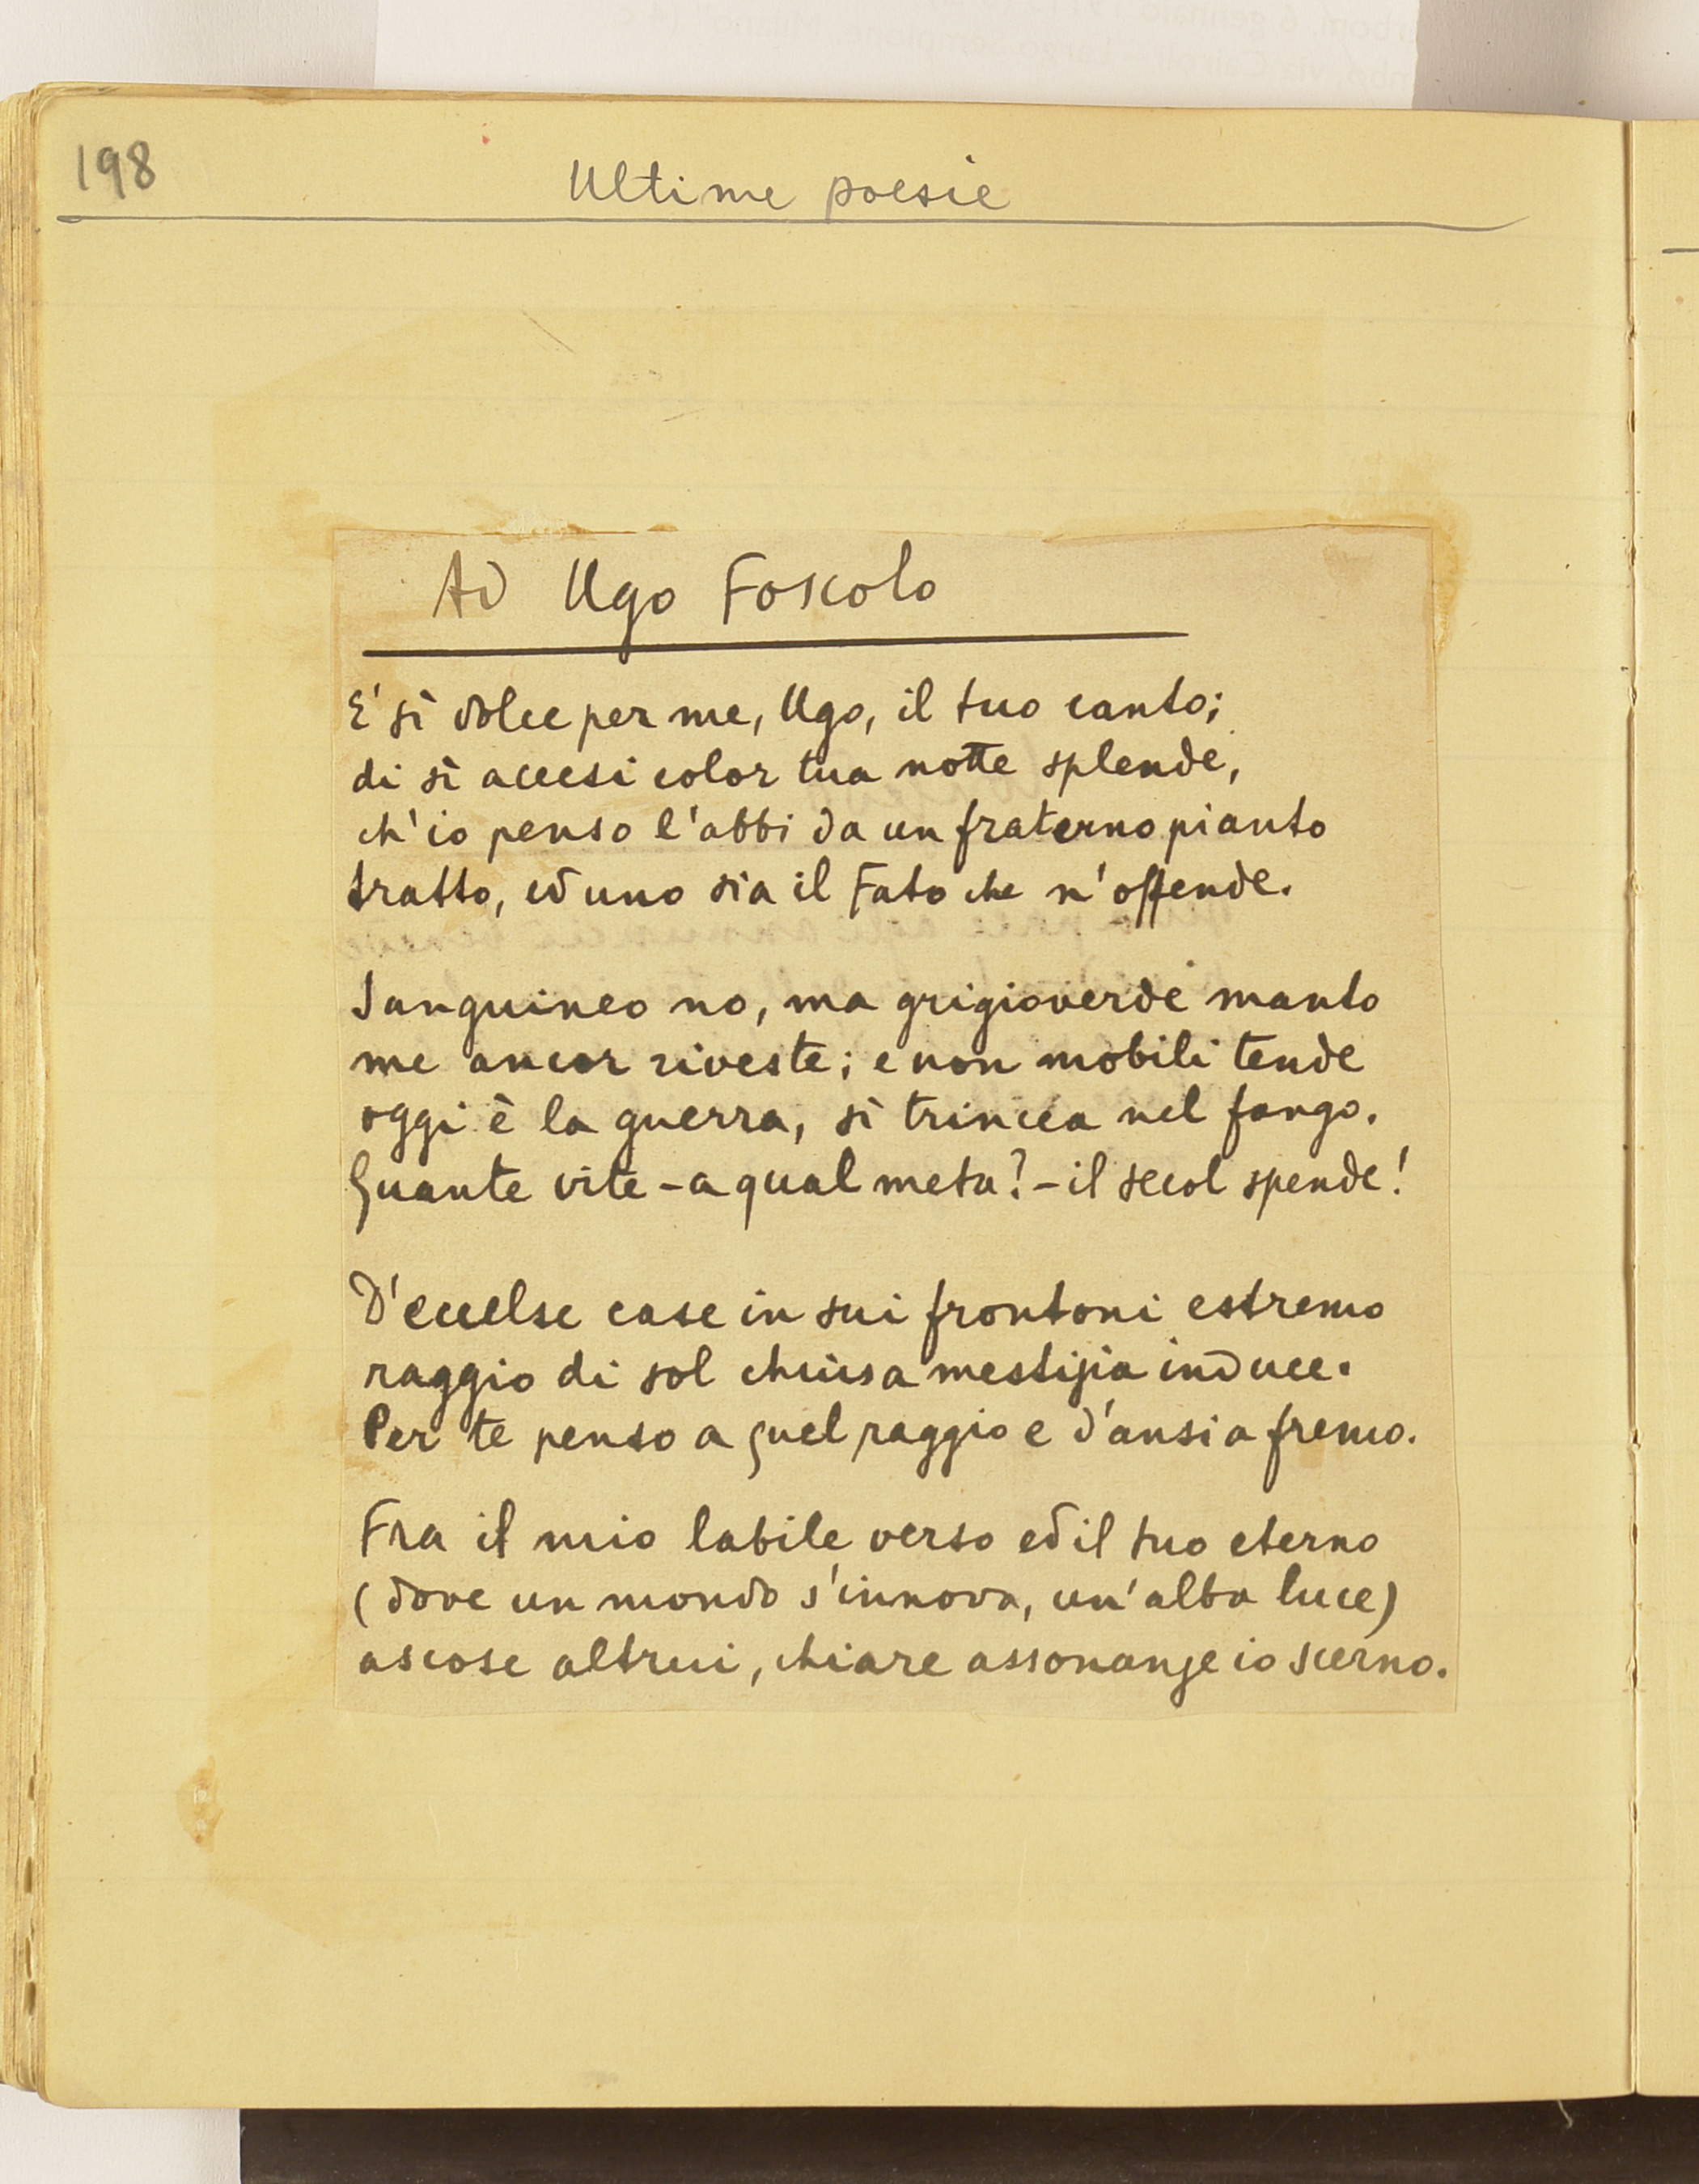 198
Ultime poesie
Ad Ugo Foscolo
E' sì dolce per me, Ugo, il tuo canto;
di sì accesi color tua notte splende,
ch'io penso l'abbi da un fraterno pianto
tratto, ed uno sia il Fato che n'offende.
Sanguineo no, ma grigioverde manto
me ancor riveste; e non mobili tende
oggi è la guerra, sì trincea nel fango.
Quante vite - a qual meta? - il secol spende!
D'eccelse case in sui frontoni estremo
raggio di sol chiusa mestizia induce.
Per te penso a quel raggio e d'ansia fremo.
Fra il mio labile verso ed il tuo eterno
(dove un mondo s'innova, un'alba luce)
ascose altrui, chiare assonanze io scerno.